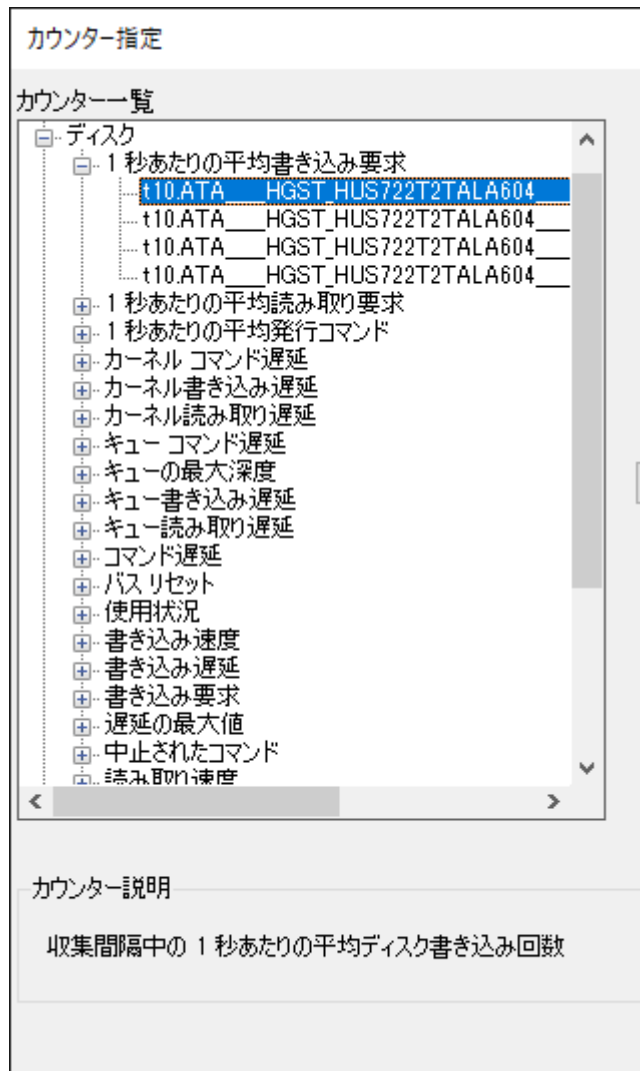 カウンター指定
カウンター一覧
ディスク
1 秒あたりの平均書き込み要求
t10.ATA___HGST_HUS722T2TALA604___
t10.ATA___HGST_HUS722T2TALA604___
t10.ATA___HGST_HUS722T2TALA604___
t10.ATA___HGST_HUS722T2TALA604___
1 秒あたりの平均読み取り要求
1 秒あたりの平均発行コマンド
カーネル コマンド遅延
カーネル書き込み遅延
カーネル読み取り遅延
キュー コマンド遅延
キューの最大深度
キュー書き込み遅延
キュー読み取り遅延
コマンド遅延
バス リセット
使用状況
書き込み速度
書き込み遅延
書き込み要求
遅延の最大値
中止されたコマンド
読み取り速度
カウンター説明
収集間隔中の 1 秒あたりの平均ディスク書き込み回数